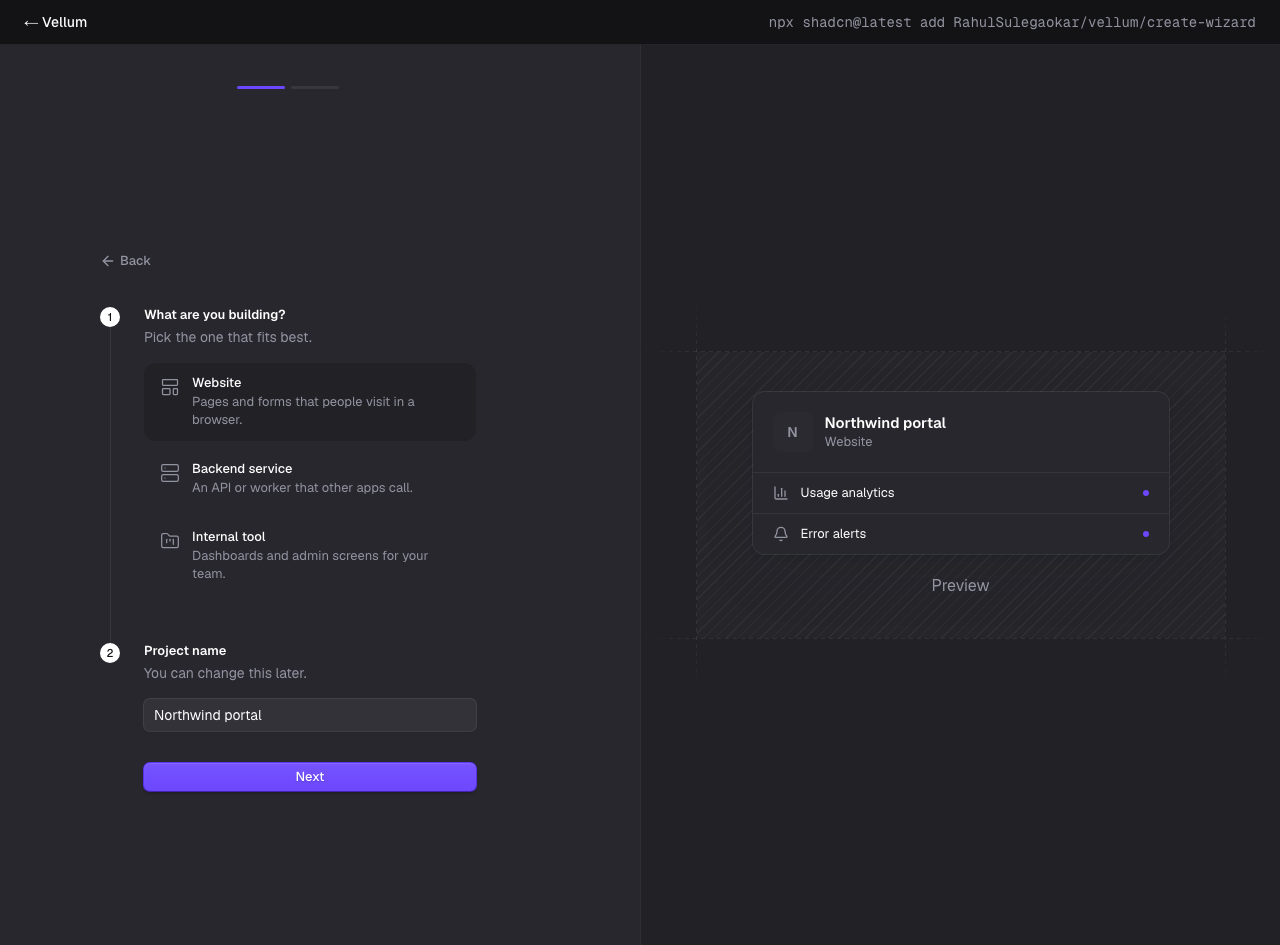 ← Vellum
npx shadcn@latest add RahulSulegaokar/vellum/create-wizard
← Back
1
What are you building?
Pick the one that fits best.
Website
Pages and forms that people visit in a
browser.
Backend service
An API or worker that other apps call.
Internal tool
Dashboards and admin screens for your
team.
2
Project name
You can change this later.
Northwind portal
Next
N
Northwind portal
Website
Usage analytics
Error alerts
Preview